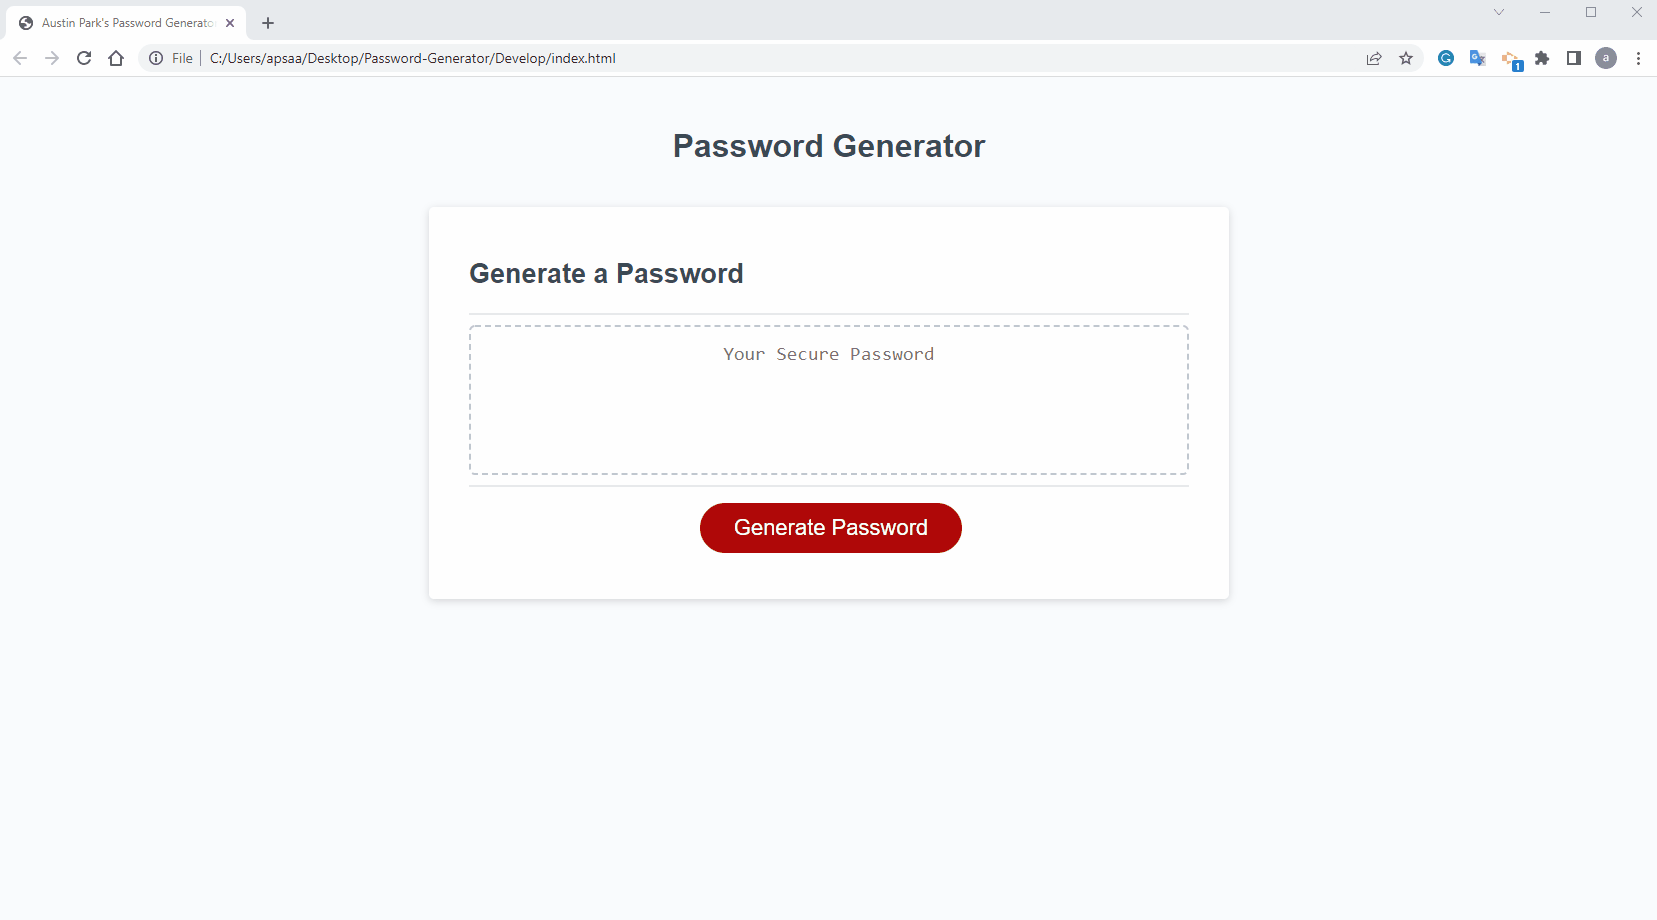 Austin Park's Password Generato
File
C:/Users/apsaa/Desktop/Password-Generator/Develop/index.html
1
a
Password Generator
Generate a Password
Your Secure Password
Generate Password